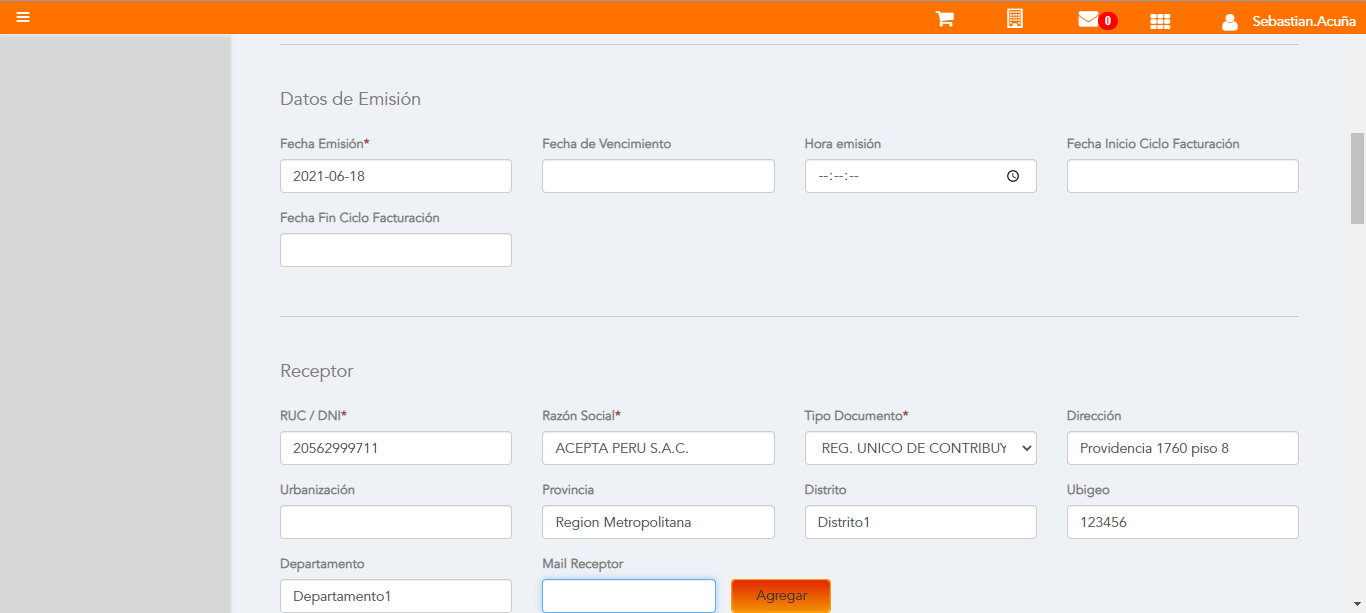 0 Sebastian.Acuña
Datos de Emisión
Fecha Emisión* Fecha de Vencimiento Hora emisión Fecha Inicio Ciclo Facturación
2021-06-18 --:--:--
Fecha Fin Ciclo Facturación
Receptor
RUC / DNI* Razón Social* Tipo Documento* Dirección
20562999711 ACEPTA PERU S.A.C. REG. UNICO DE CONTRIBUY Providencia 1760 piso 8
Urbanización Provincia Distrito Ubigeo
Region Metropolitana Distrito1 123456
Departamento Mail Receptor
Departamento1 Agregar